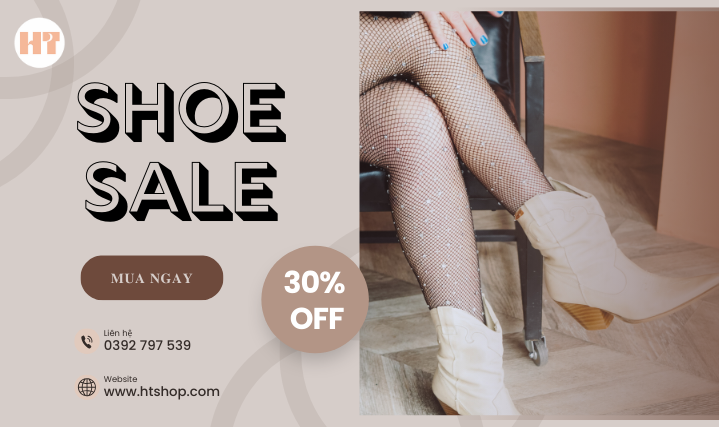 HT
SHOE
SALE
MUA NGAY
30%
OFF
Liên hệ
0392 797 539
Website
www.htshop.com